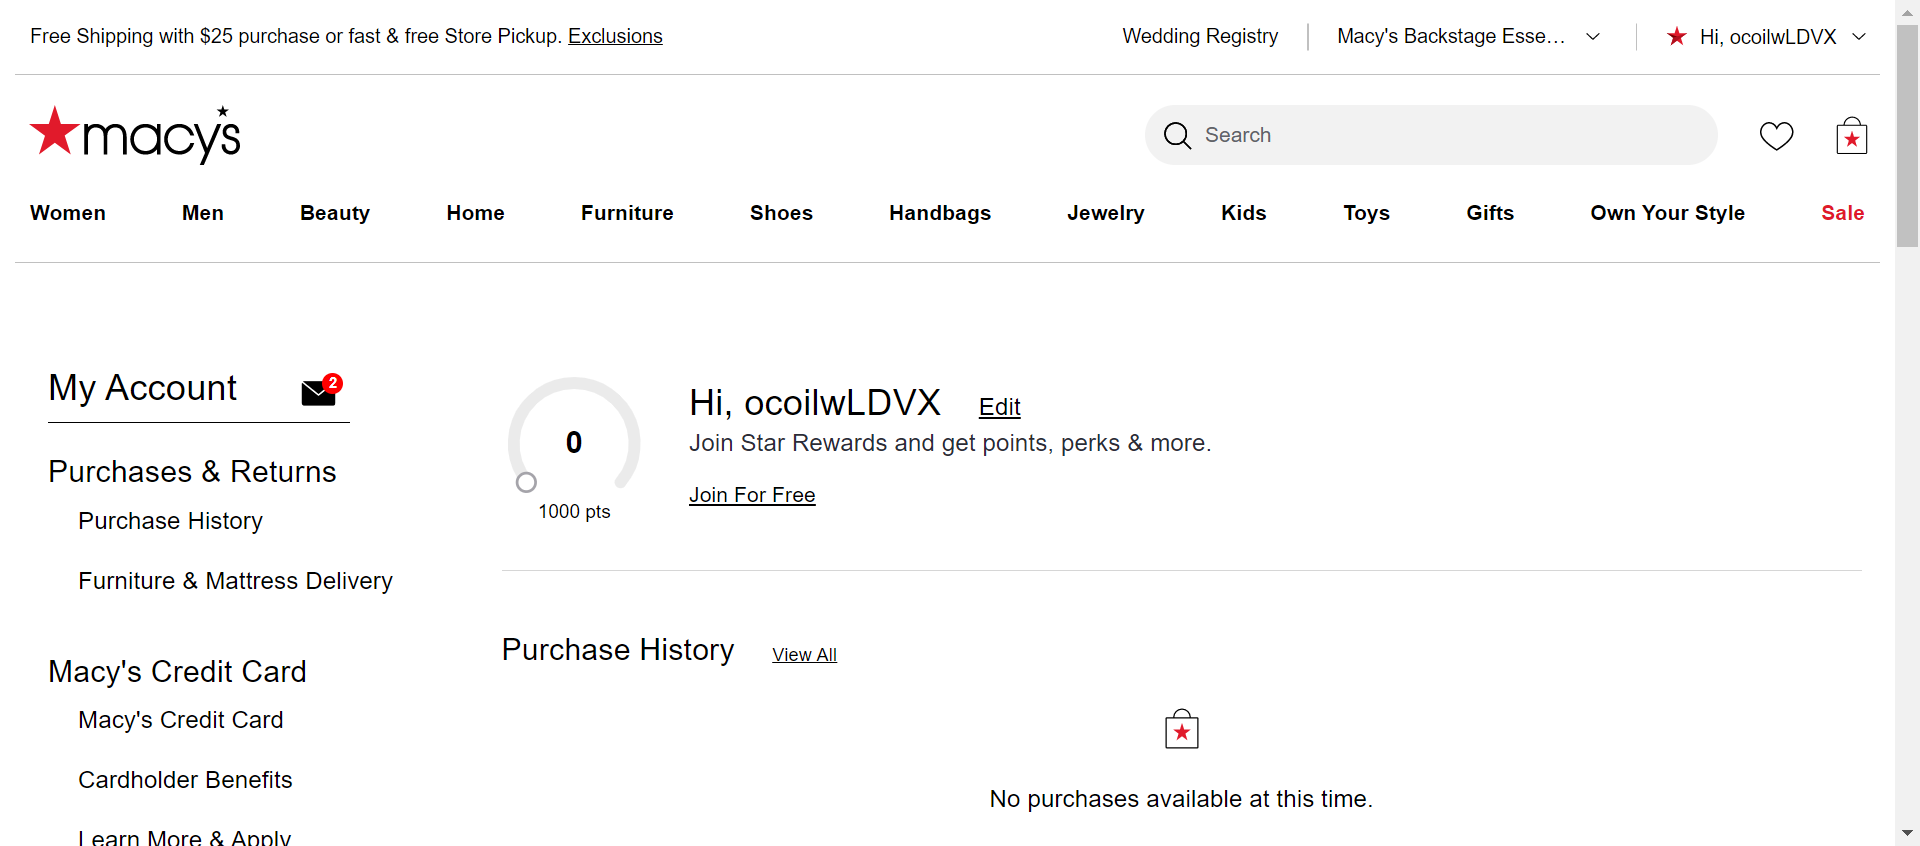 Free Shipping with $25 purchase or fast & free Store Pickup. Exclusions
Wedding Registry
Macy's Backstage Esse...
Hi, ocoilwLDVX
macy's
Search
Women Men Beauty Home Furniture Shoes Handbags Jewelry Kids Toys Gifts Own Your Style Sale
My Account
2
Purchases & Returns
Purchase History
Furniture & Mattress Delivery
Macy's Credit Card
Macy's Credit Card
Cardholder Benefits
Learn More & Apply
0
1000 pts
Hi, ocoilwLDVX Edit
Join Star Rewards and get points, perks & more.
Join For Free
Purchase History View All
No purchases available at this time.